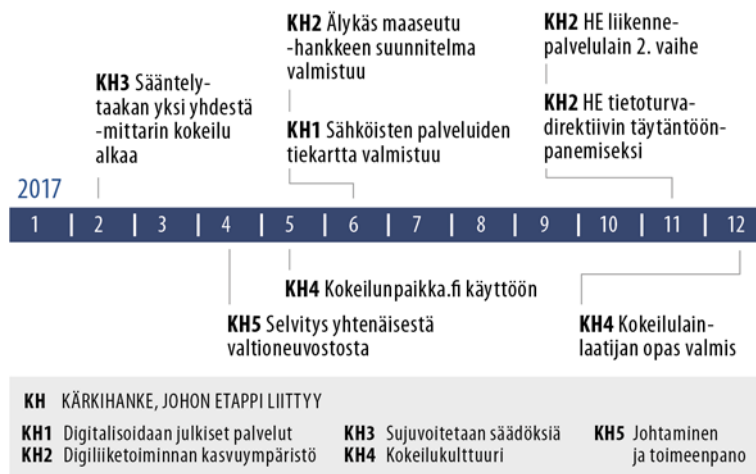 KH3 Sääntely-
taakan yksi yhdestä
-mittarin kokeilu
alkaa
KH2 Älykäs maaseutu
-hankkeen suunnitelma
valmistuu
KH1 Sähköisten palveluiden
tiekartta valmistuu
KH2 HE liikenne-
palvelulain 2. vaihe
KH2 HE tietoturva-
direktiivin täytäntöön-
panemiseksi
2017
1 | 2 | 3 | 4 | 5 | 6 | 7 | 8 | 9 | 10 | 11 | 12
KH4 Kokeilunpaikka.fi käyttöön
KH5 Selvitys yhtenäisestä
valtioneuvostosta
KH4 Kokeilulain-
laatijan opas valmis
KH KÄRKIHANKE, JOHON ETAPPI LIITTYY
KH1 Digitalisoidaan julkiset palvelut
KH2 Digiliiketoiminnan kasvuympäristö
KH3 Sujuvoitetaan säädöksiä
KH4 Kokeilukulttuuri
KH5 Johtaminen
ja toimeenpano